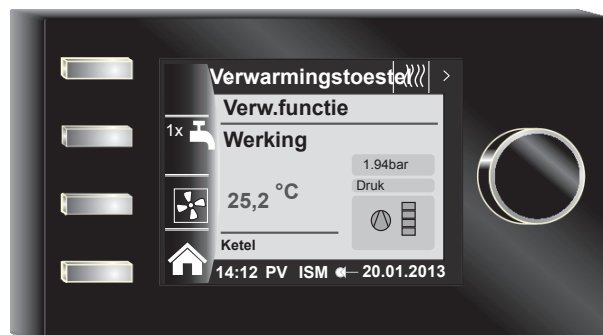 Verwarmingstoestel >
Verw.functie
1x
Werking
1.94bar
Druk
25,2 °C
Ketel
14:12 PV ISM 20.01.2013